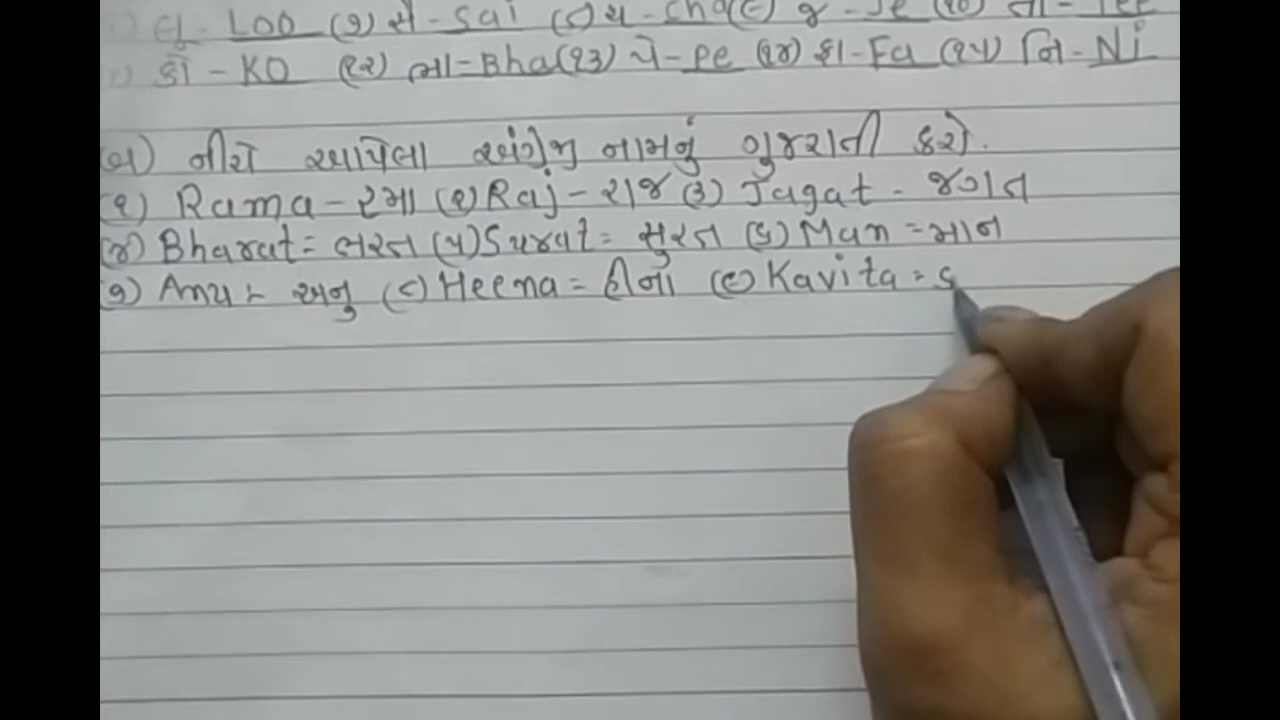 લુ - LOO (૭) સૈ - Sai (૮) ચ - Cha (૯) જે - Je (૧૦) તી - Tee
કો - KO (૧૨) ભા - Bha (૧૩) પે - Pe (૧૪) ફા - Fa (૧૫) નિ - Ni
(બ) નીચે આપેલા અંગ્રેજી નામનું ગુજરાતી કરો.
(૧) Rama - રમા (૨) Raj - રાજ (૩) Jagat - જગત
(૪) Bharat = ભરત (૫) Surat = સુરત (૬) Man = માન
(૭) Anu :- અનુ (૮) Heena = હીના (૯) Kavita = ક